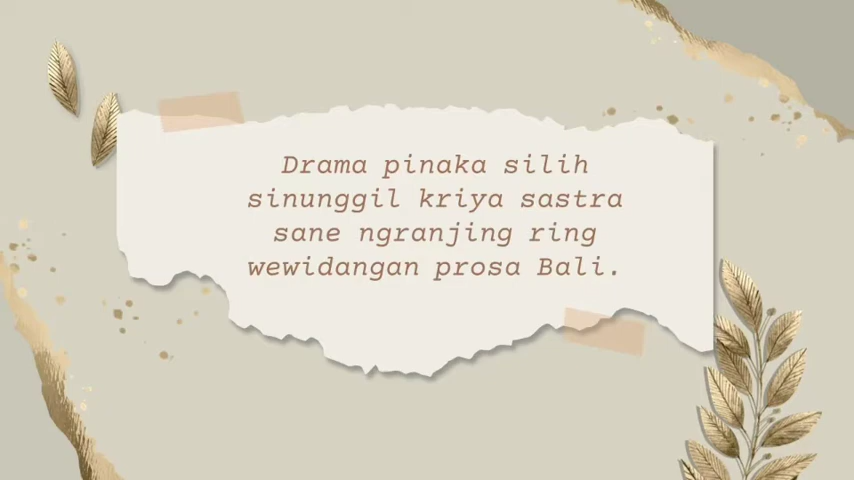 Drama pinaka silih
sinunggil kriya sastra
sane ngranjing ring
wewidangan prosa Bali.